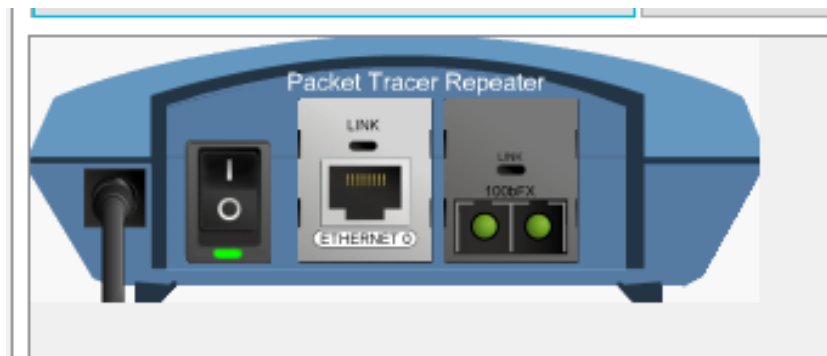 Packet Tracer Repeater
LINK
LINK
100bFX
ETHERNET 0